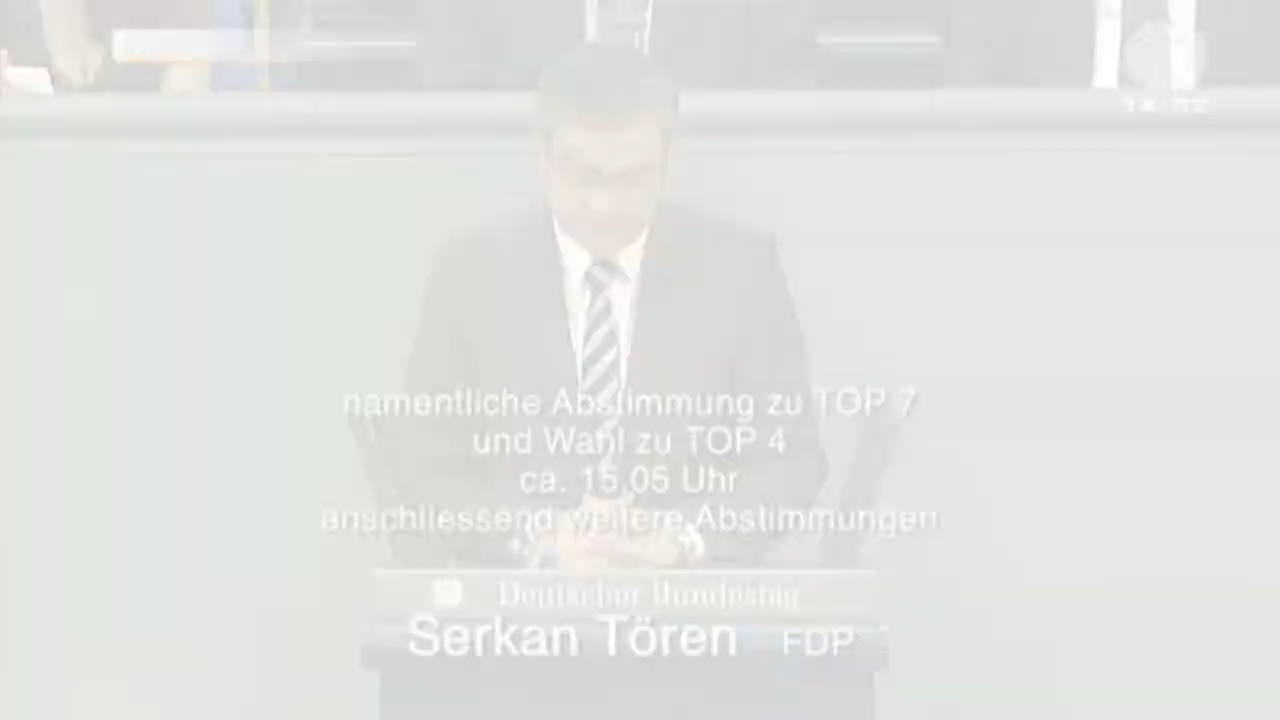 namentliche Abstimmung zu TOP 7
und Wahl zu TOP 4
ca. 15.05 Uhr
anschliessend weitere Abstimmungen
Deutscher Bundestag
Serkan Tören FDP